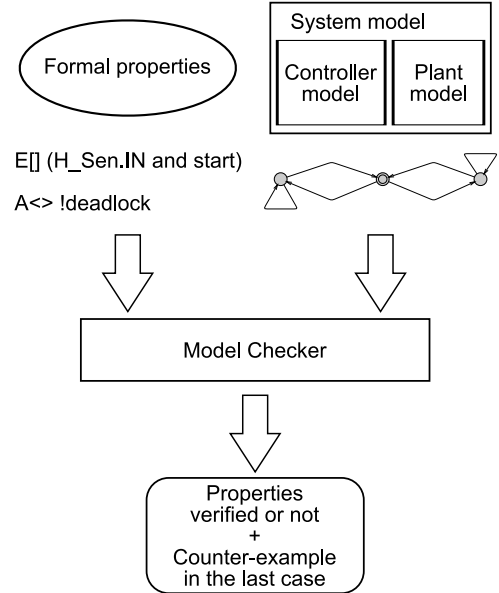 Formal properties
System model
Controller
model
Plant
model
E[] (H_Sen.IN and start)
A<> !deadlock
Model Checker
Properties
verified or not
+
Counter-example
in the last case